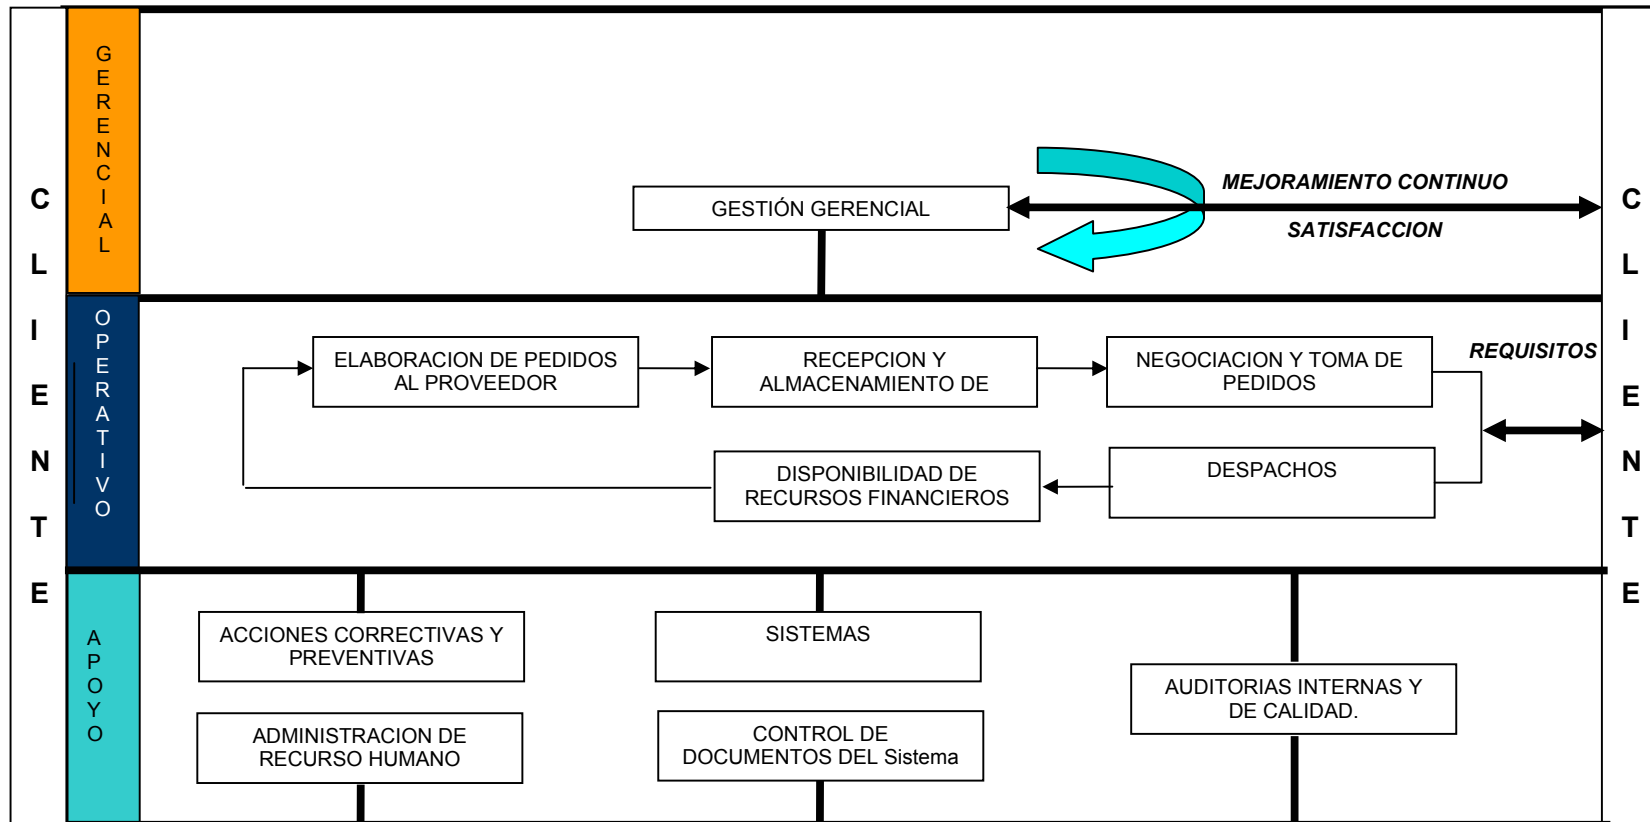 CLIENTE
GERENCIAL
GESTIÓN GERENCIAL
MEJORAMIENTO CONTINUO
SATISFACCION
OPERATIVO
ELABORACION DE PEDIDOS
AL PROVEEDOR
RECEPCION Y
ALMACENAMIENTO DE
NEGOCIACION Y TOMA DE
PEDIDOS
REQUISITOS
DISPONIBILIDAD DE
RECURSOS FINANCIEROS
DESPACHOS
APOYO
ACCIONES CORRECTIVAS Y
PREVENTIVAS
SISTEMAS
AUDITORIAS INTERNAS Y
DE CALIDAD.
ADMINISTRACION DE
RECURSO HUMANO
CONTROL DE
DOCUMENTOS DEL Sistema
CLIENTE